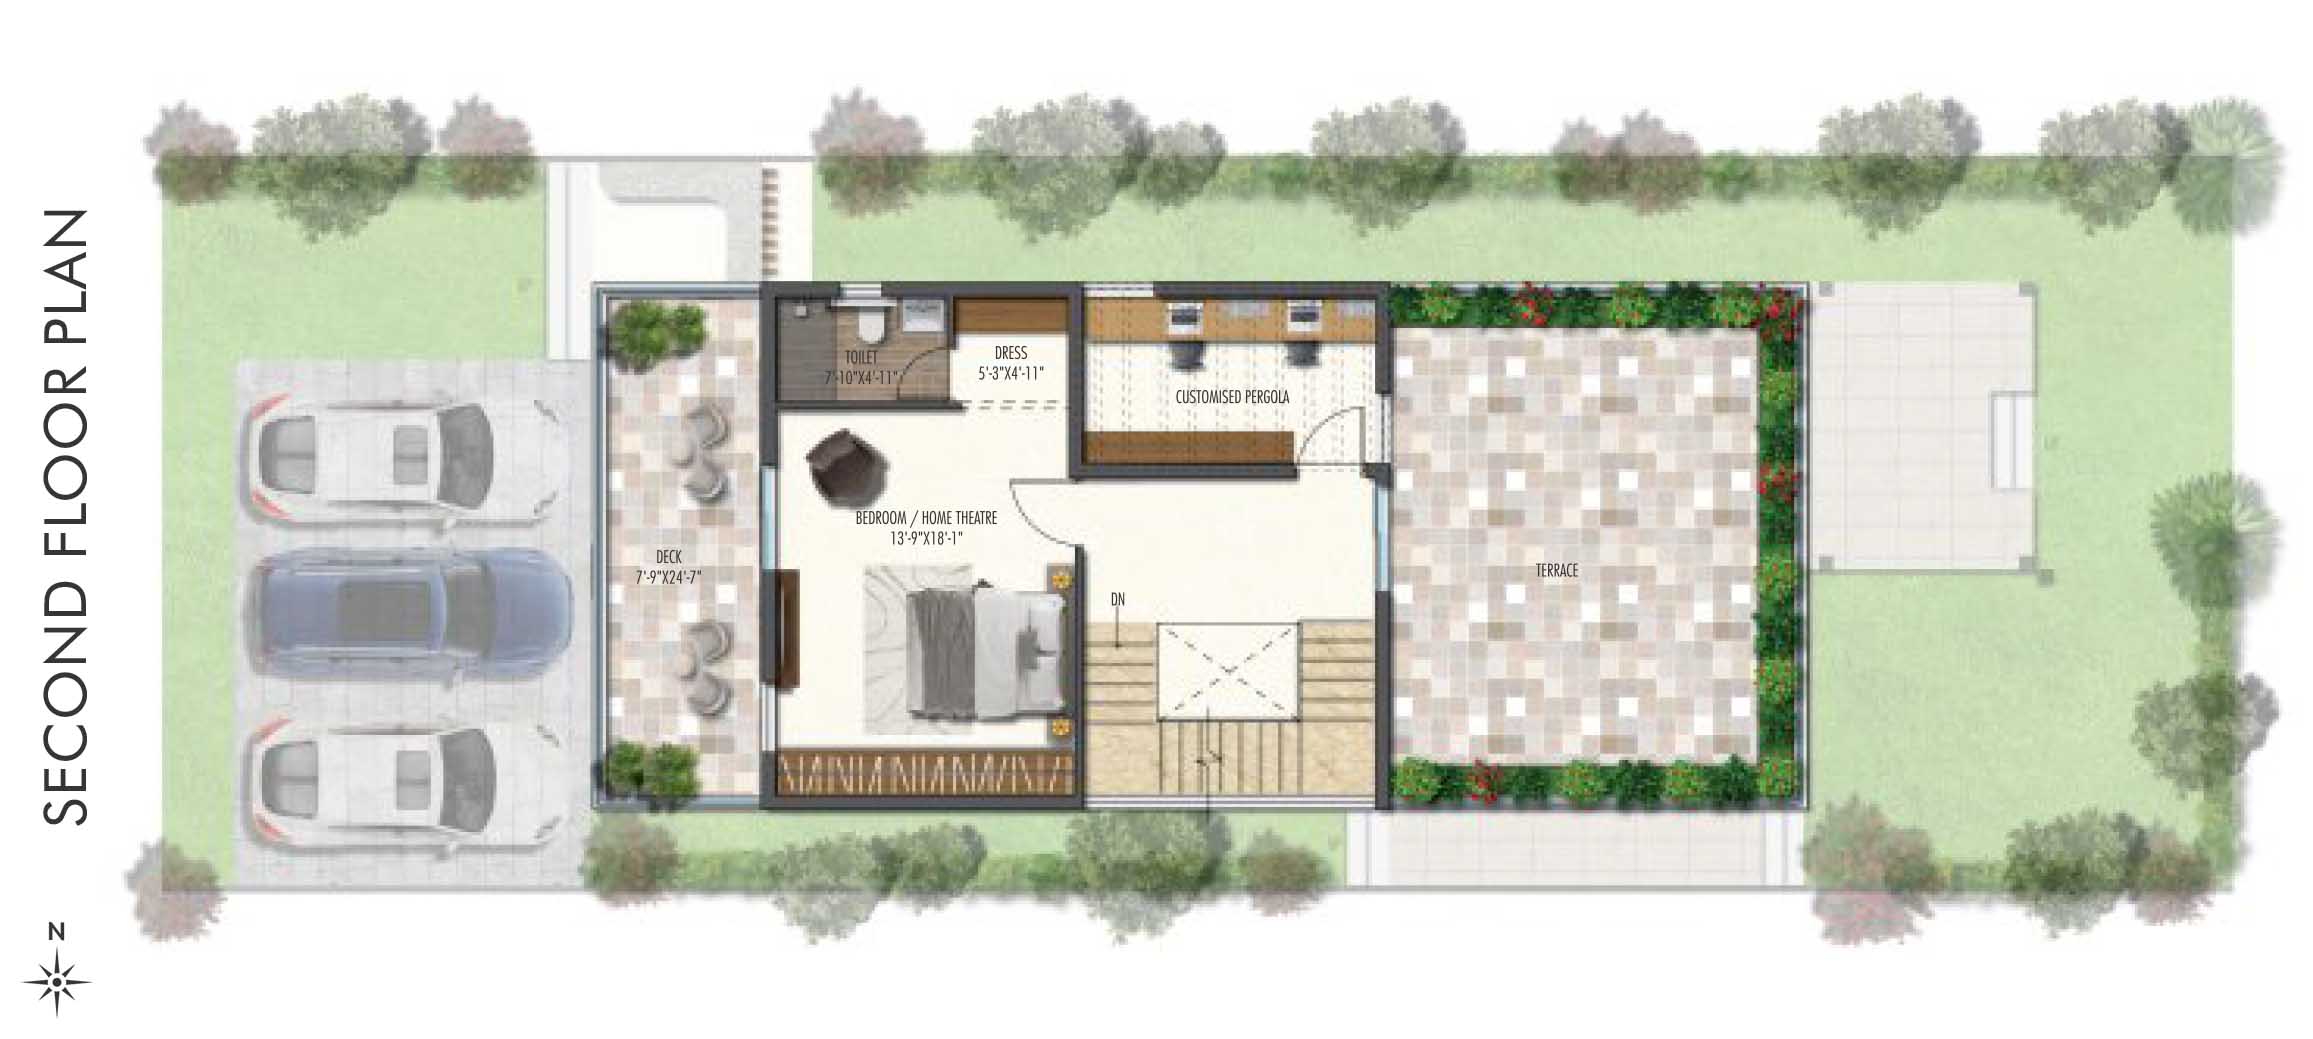 SECOND FLOOR PLAN
N
TOILET
7'-10"X4'-11"
DRESS
5'-3"X4'-11"
CUSTOMISED PERGOLA
BEDROOM / HOME THEATRE
13'-9"X18'-1"
DECK
7'-9"X24'-7"
TERRACE
DN